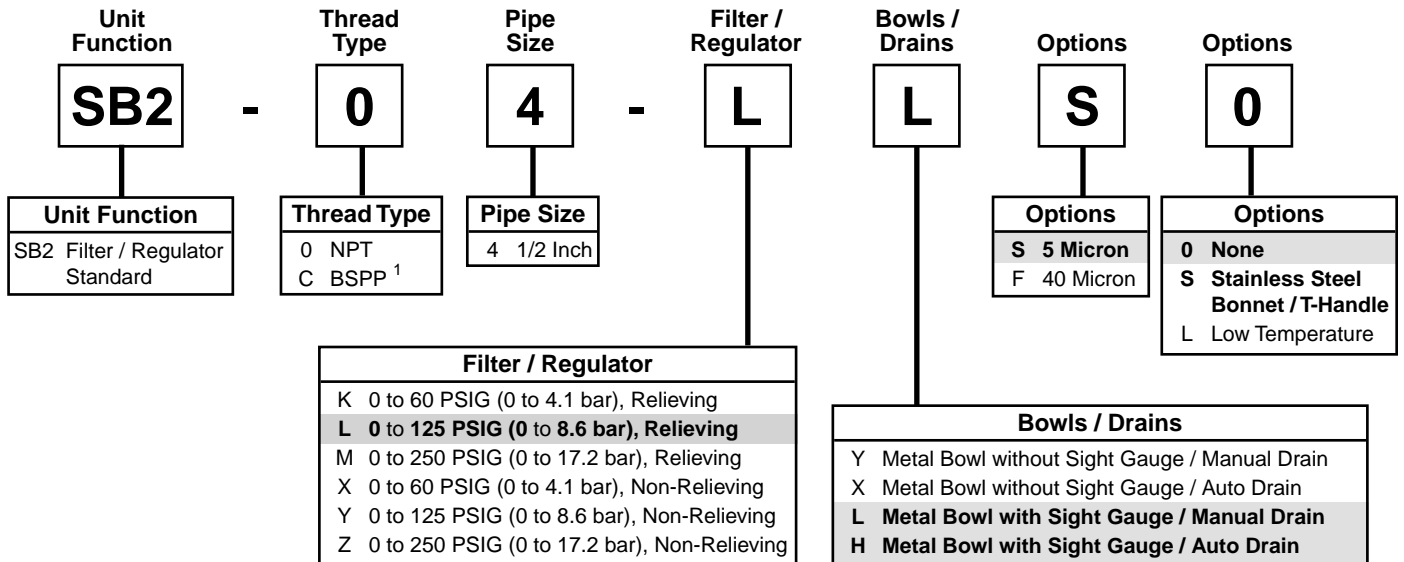 Unit Function
Thread Type
Pipe Size
Filter / Regulator
Bowls / Drains
Options
Options
SB2 - 0 4 - L L S 0
Unit Function
SB2 Filter / Regulator
Standard
Thread Type
0 NPT
C BSPP 1
Pipe Size
4 1/2 Inch
Options
S 5 Micron
F 40 Micron
Options
0 None
S Stainless Steel
Bonnet / T-Handle
L Low Temperature
Filter / Regulator
K 0 to 60 PSIG (0 to 4.1 bar), Relieving
L 0 to 125 PSIG (0 to 8.6 bar), Relieving
M 0 to 250 PSIG (0 to 17.2 bar), Relieving
X 0 to 60 PSIG (0 to 4.1 bar), Non-Relieving
Y 0 to 125 PSIG (0 to 8.6 bar), Non-Relieving
Z 0 to 250 PSIG (0 to 17.2 bar), Non-Relieving
Bowls / Drains
Y Metal Bowl without Sight Gauge / Manual Drain
X Metal Bowl without Sight Gauge / Auto Drain
L Metal Bowl with Sight Gauge / Manual Drain
H Metal Bowl with Sight Gauge / Auto Drain